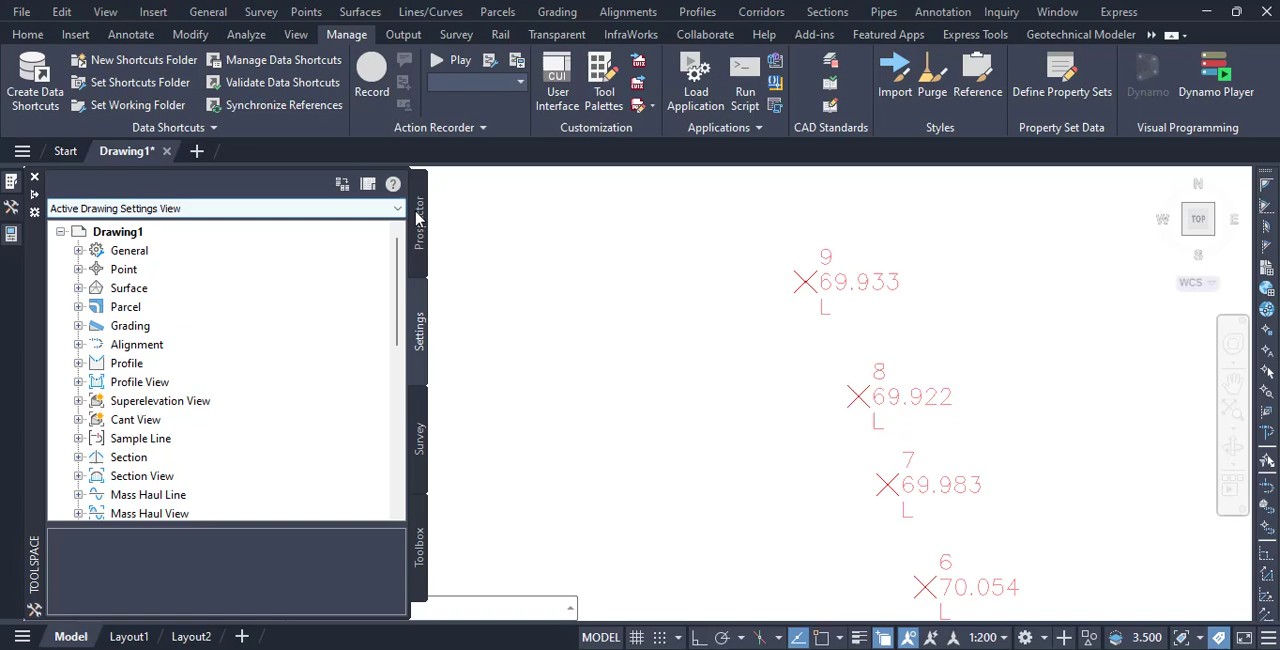 File Edit View Insert General Survey Points Surfaces Lines/Curves Parcels Grading Alignments Profiles Corridors Sections Pipes Annotation Inquiry Window Express
Home Insert Annotate Modify Analyze View Manage Output Survey Rail Transparent InfraWorks Collaborate Help Add-ins Featured Apps Express Tools Geotechnical Modeler
Create Data Shortcuts
New Shortcuts Folder
Set Shortcuts Folder
Set Working Folder
Manage Data Shortcuts
Validate Data Shortcuts
Synchronize References
Data Shortcuts
Record
Play
Action Recorder
CUI
User Interface
Tool Palettes
Customization
Load Application
Run Script
Applications
CAD Standards
Import
Purge
Reference
Styles
Define Property Sets
Property Set Data
Dynamo
Dynamo Player
Visual Programming
Start
Drawing1*
Active Drawing Settings View
Drawing1
General
Point
Surface
Parcel
Grading
Alignment
Profile
Profile View
Superelevation View
Cant View
Sample Line
Section
Section View
Mass Haul Line
Mass Haul View
TOOLSPACE
Settings
Survey
Toolbox
9
69.933
L
8
69.922
L
7
69.983
L
6
70.054
L
N
W TOP E
S
WCS
Model Layout1 Layout2
MODEL
1:200
3.500